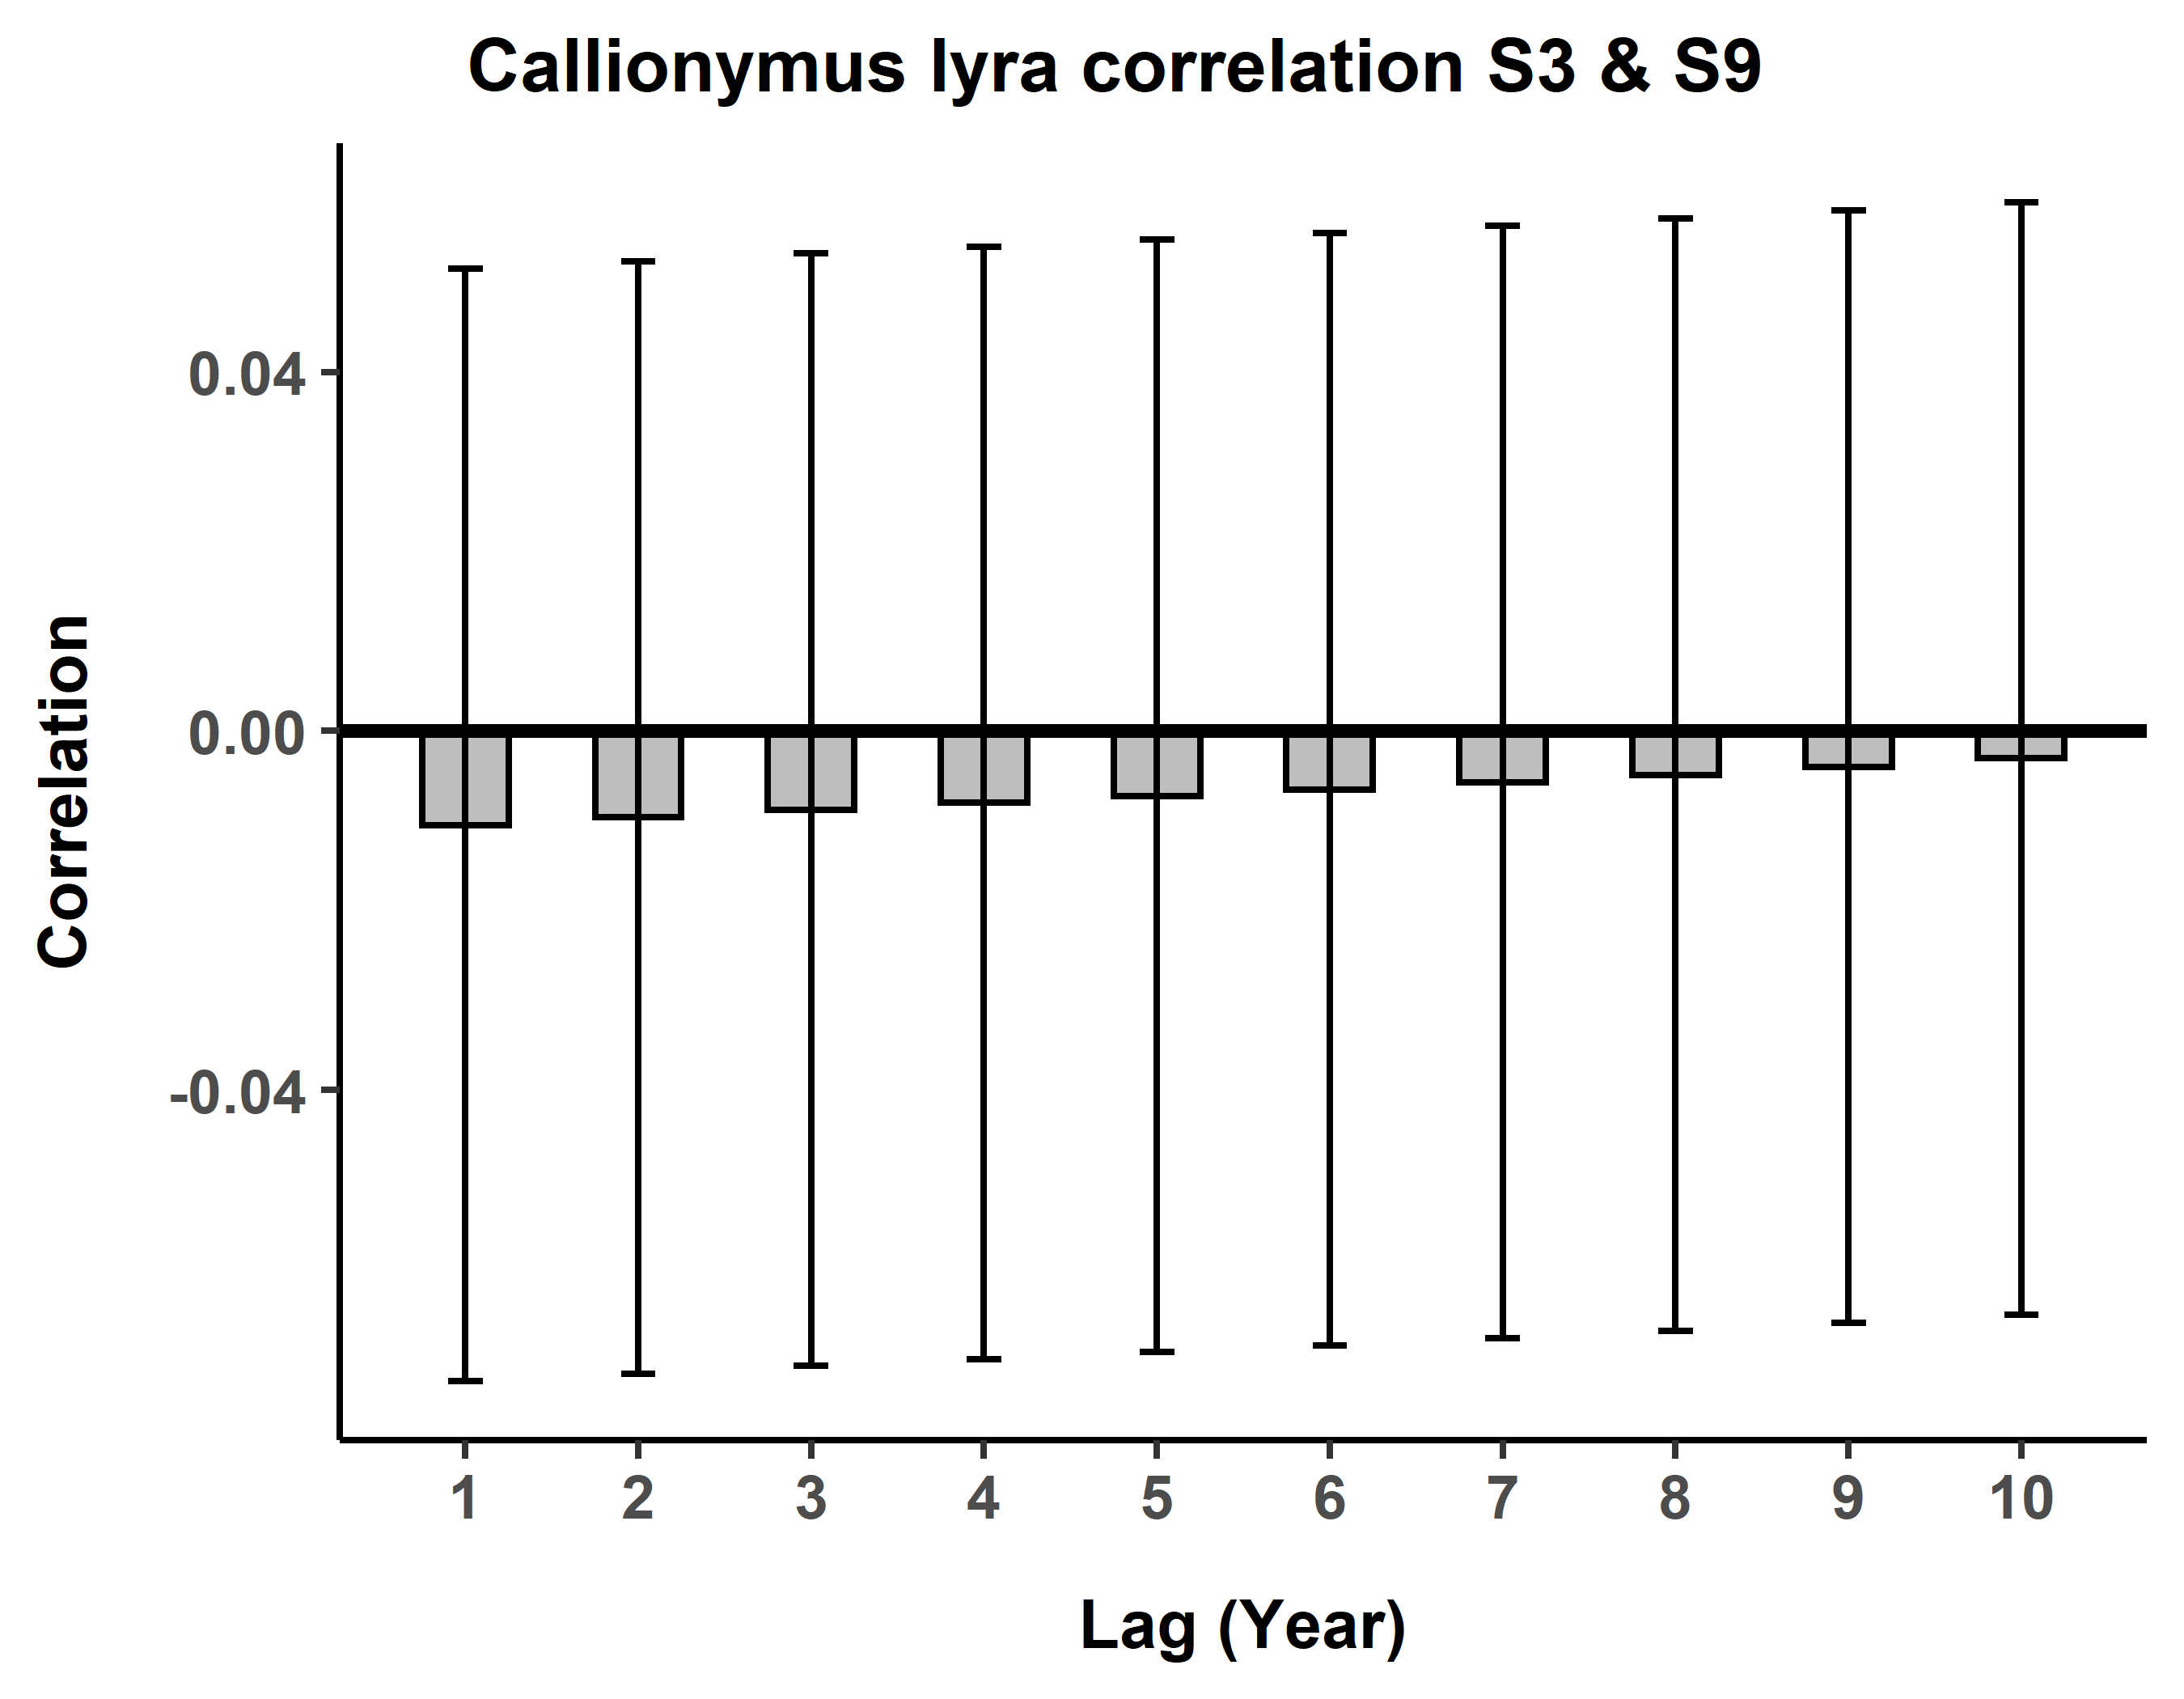 Callionymus lyra correlation S3 & S9
Correlation
0.04
0.00
-0.04
1 2 3 4 5 6 7 8 9 10
Lag (Year)